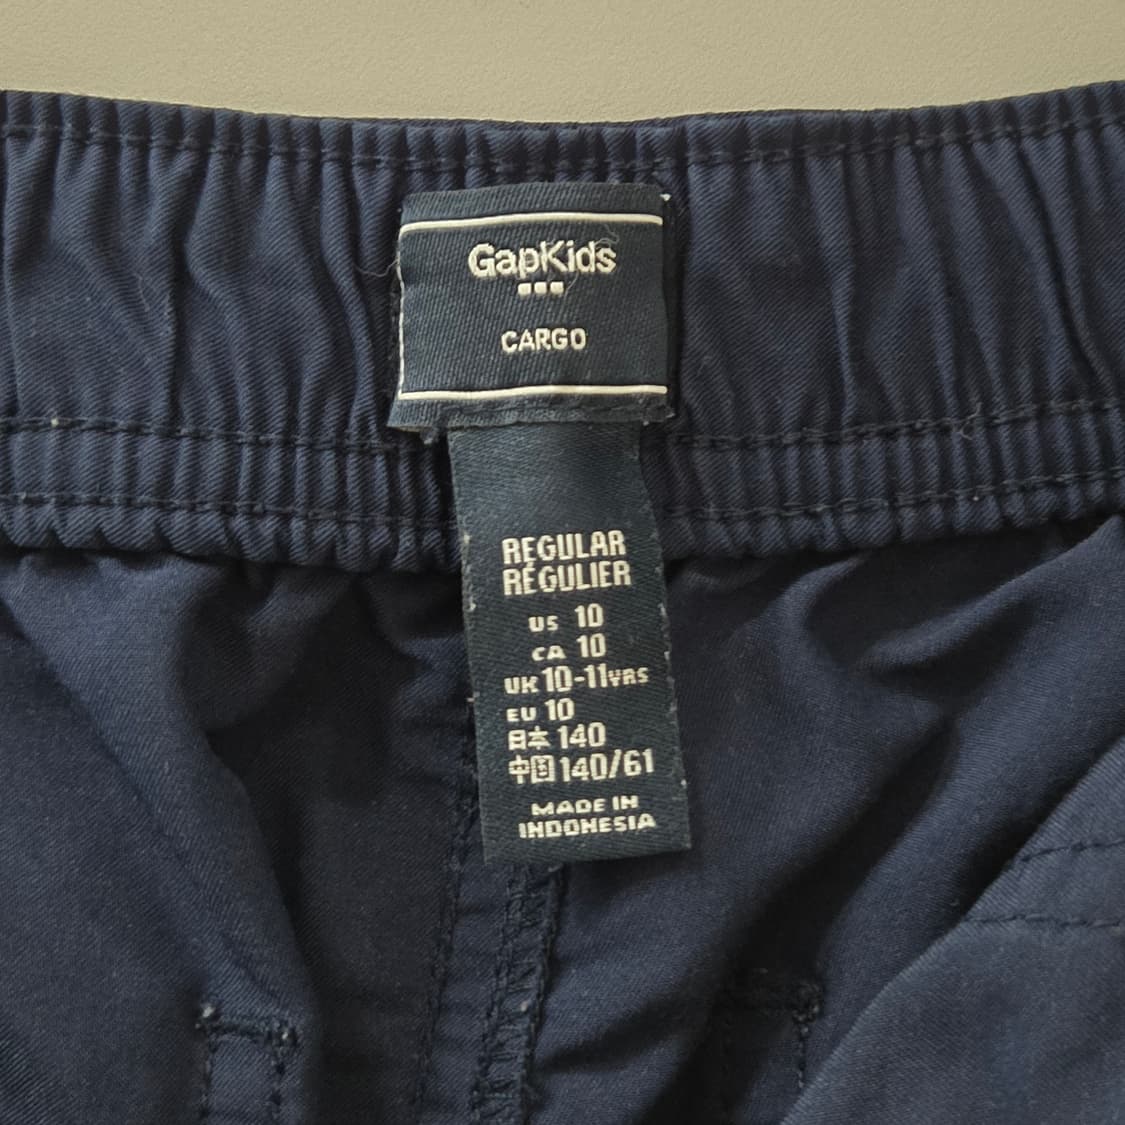 GapKids
CARGO
REGULAR
RÉGULIER
US 10
CA 10
UK 10-11YRS
EU 10
日本 140
中国 140/61
MADE IN
INDONESIA